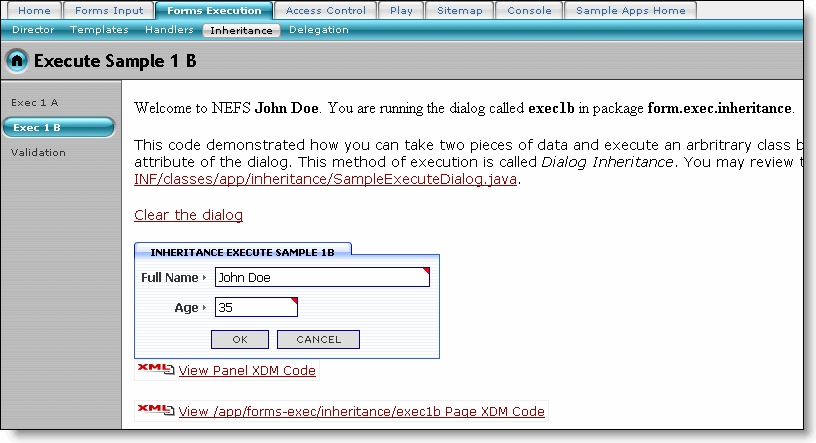 Home Forms Input Forms Execution Access Control Play Sitemap Console Sample Apps Home
Director Templates Handlers Inheritance Delegation
Execute Sample 1 B
Exec 1 A
Exec 1 B
Validation
Welcome to NEFS John Doe. You are running the dialog called exec1b in package form.exec.inheritance.
This code demonstrated how you can take two pieces of data and execute an arbritrary class b
attribute of the dialog. This method of execution is called Dialog Inheritance. You may review t
INF/classes/app/inheritance/SampleExecuteDialog.java.
Clear the dialog
INHERITANCE EXECUTE SAMPLE 1B
Full Name John Doe
Age 35
OK CANCEL
XML View Panel XDM Code
XML View /app/forms-exec/inheritance/exec1b Page XDM Code